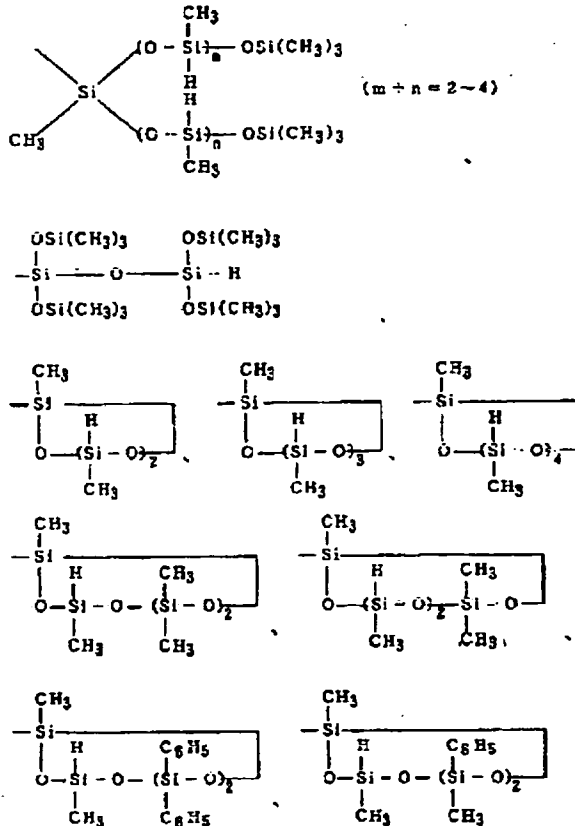 CH3
(O - Si)n - OSi(CH3)3
H
Si (m + n = 2~4)
H
CH3 (O - Si)n - OSi(CH3)3
CH3
OSi(CH3)3 OSi(CH3)3
- Si - O - Si - H
OSi(CH3)3 OSi(CH3)3
CH3 CH3 CH3
- Si - Si - Si
H H H
O - (Si - O)2 O - (Si - O)3 O - (Si - O)4
CH3 CH3 CH3
CH3 CH3
- Si - Si
H CH3 H CH3
O - Si - O - (Si - O)2 O - (Si - O)2 - Si - O
CH3 CH3 CH3 CH3
CH3 CH3
- Si - Si
H C6H5 H C6H5
O - Si - O - (Si - O)2 O - Si - O - (Si - O)2
CH3 C6H5 CH3 CH3